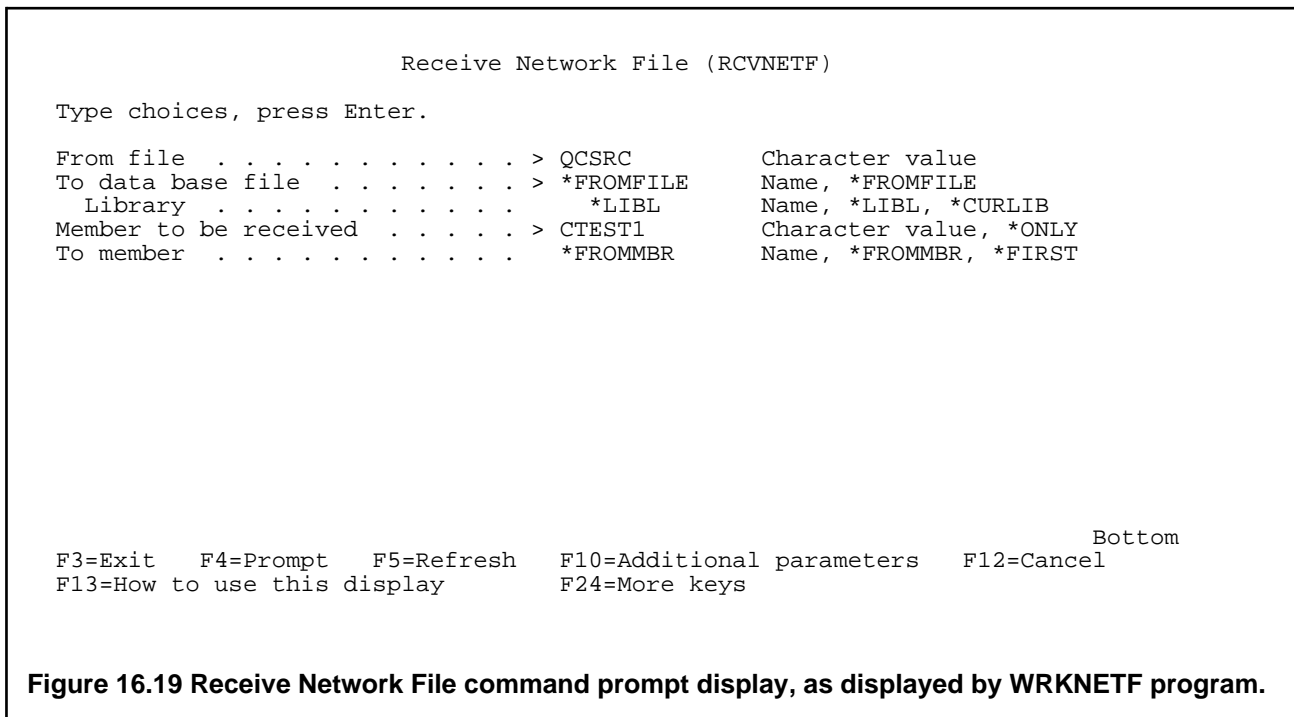 Receive Network File (RCVNETF)
Type choices, press Enter.
From file . . . . . . . . . . . > QCSRC Character value
To data base file . . . . . . . > *FROMFILE Name, *FROMFILE
Library . . . . . . . . . . . *LIBL Name, *LIBL, *CURLIB
Member to be received . . . . . > CTEST1 Character value, *ONLY
To member . . . . . . . . . . . *FROMMBR Name, *FROMMBR, *FIRST
Bottom
F3=Exit F4=Prompt F5=Refresh F10=Additional parameters F12=Cancel
F13=How to use this display F24=More keys
Figure 16.19 Receive Network File command prompt display, as displayed by WRKNETF program.